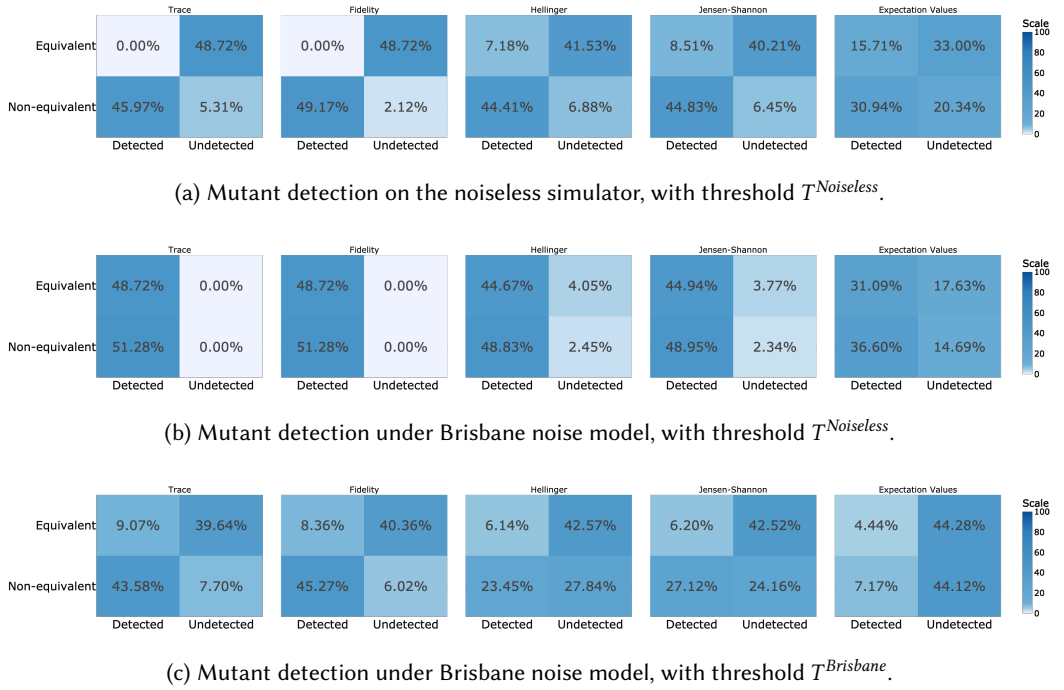 Trace Fidelity Hellinger Jensen-Shannon Expectation Values Scale
Equivalent 0.00% 48.72% 0.00% 48.72% 7.18% 41.53% 8.51% 40.21% 15.71% 33.00% 100
80
60
Non-equivalent 45.97% 5.31% 49.17% 2.12% 44.41% 6.88% 44.83% 6.45% 30.94% 20.34% 40
20
0
Detected Undetected Detected Undetected Detected Undetected Detected Undetected Detected Undetected
(a) Mutant detection on the noiseless simulator, with threshold T^Noiseless.
Trace Fidelity Hellinger Jensen-Shannon Expectation Values Scale
Equivalent 48.72% 0.00% 48.72% 0.00% 44.67% 4.05% 44.94% 3.77% 31.09% 17.63% 100
80
60
Non-equivalent 51.28% 0.00% 51.28% 0.00% 48.83% 2.45% 48.95% 2.34% 36.60% 14.69% 40
20
0
Detected Undetected Detected Undetected Detected Undetected Detected Undetected Detected Undetected
(b) Mutant detection under Brisbane noise model, with threshold T^Noiseless.
Trace Fidelity Hellinger Jensen-Shannon Expectation Values Scale
Equivalent 9.07% 39.64% 8.36% 40.36% 6.14% 42.57% 6.20% 42.52% 4.44% 44.28% 100
80
60
Non-equivalent 43.58% 7.70% 45.27% 6.02% 23.45% 27.84% 27.12% 24.16% 7.17% 44.12% 40
20
0
Detected Undetected Detected Undetected Detected Undetected Detected Undetected Detected Undetected
(c) Mutant detection under Brisbane noise model, with threshold T^Brisbane.